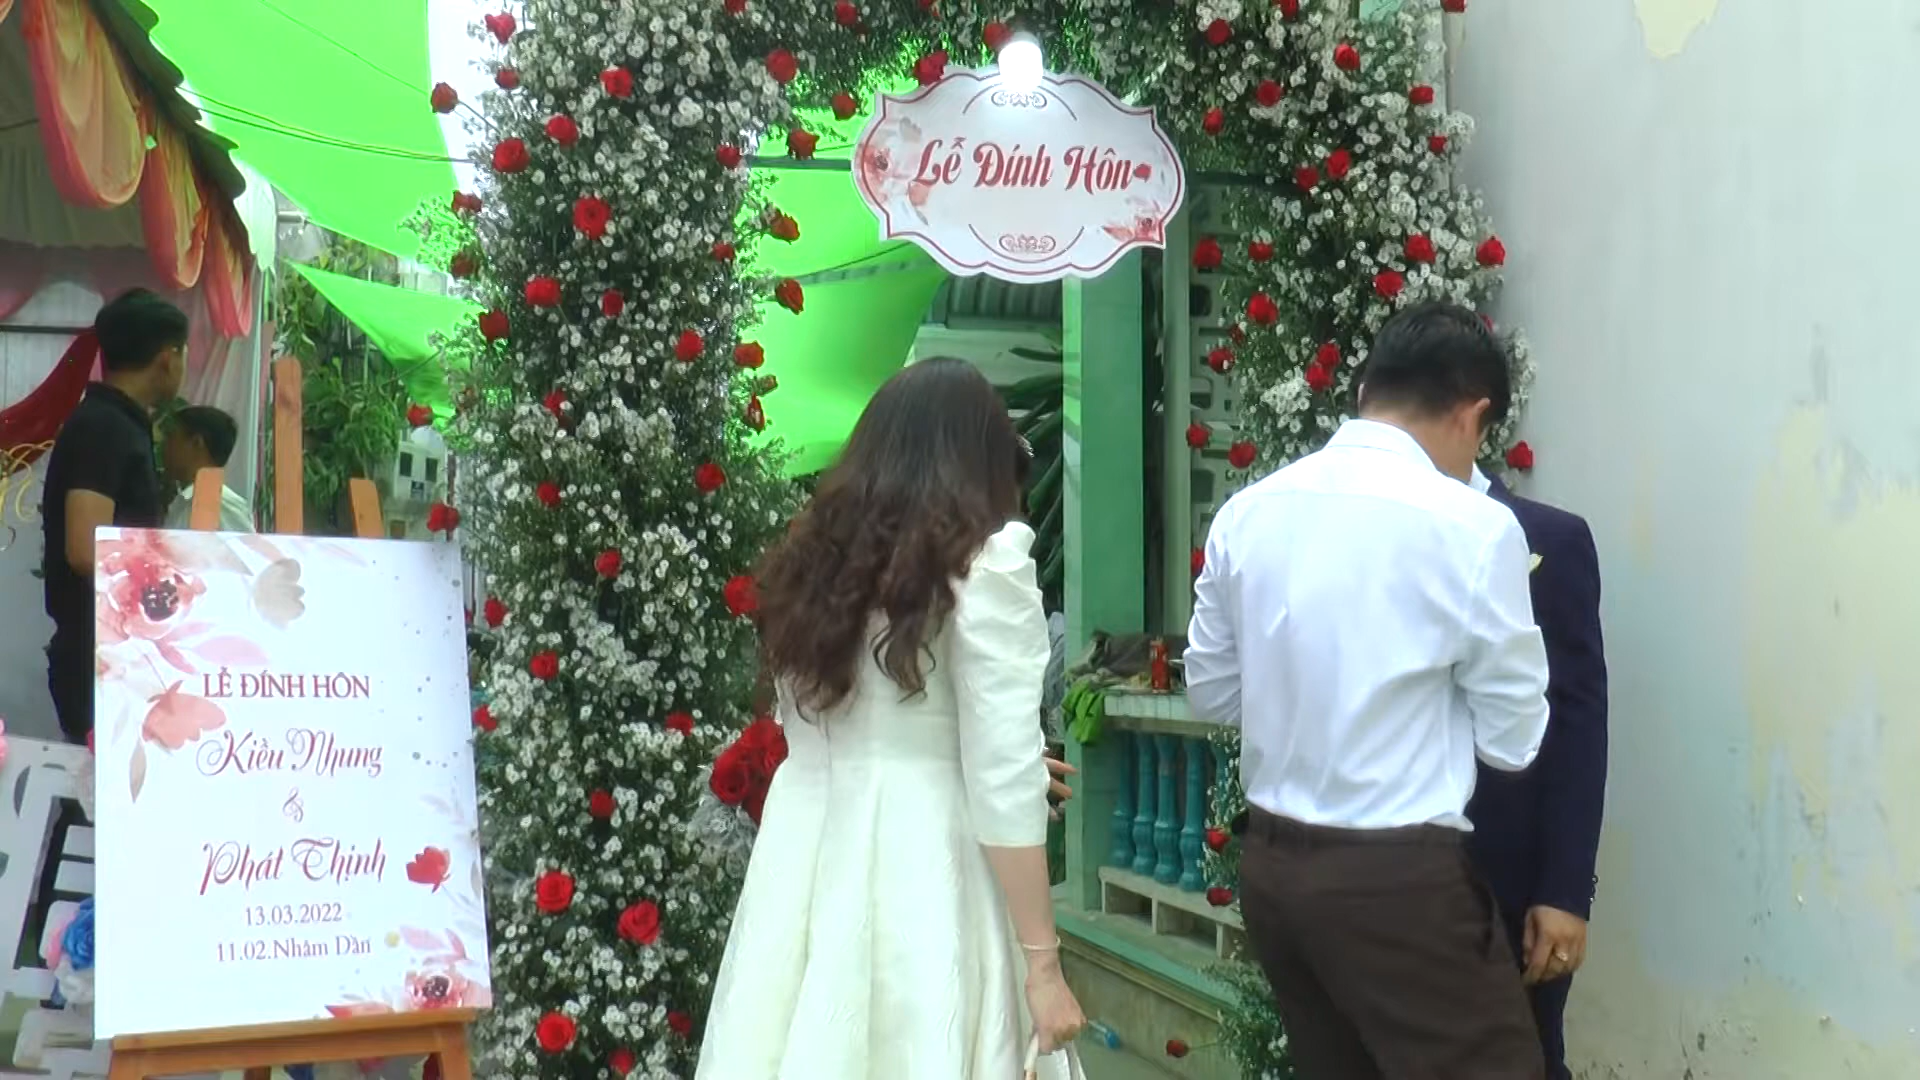 Lễ Đính Hôn
LỄ ĐÍNH HÔN
Kiều Nhung
&
Phát Thịnh
13.03.2022
11.02.Nhâm Dần